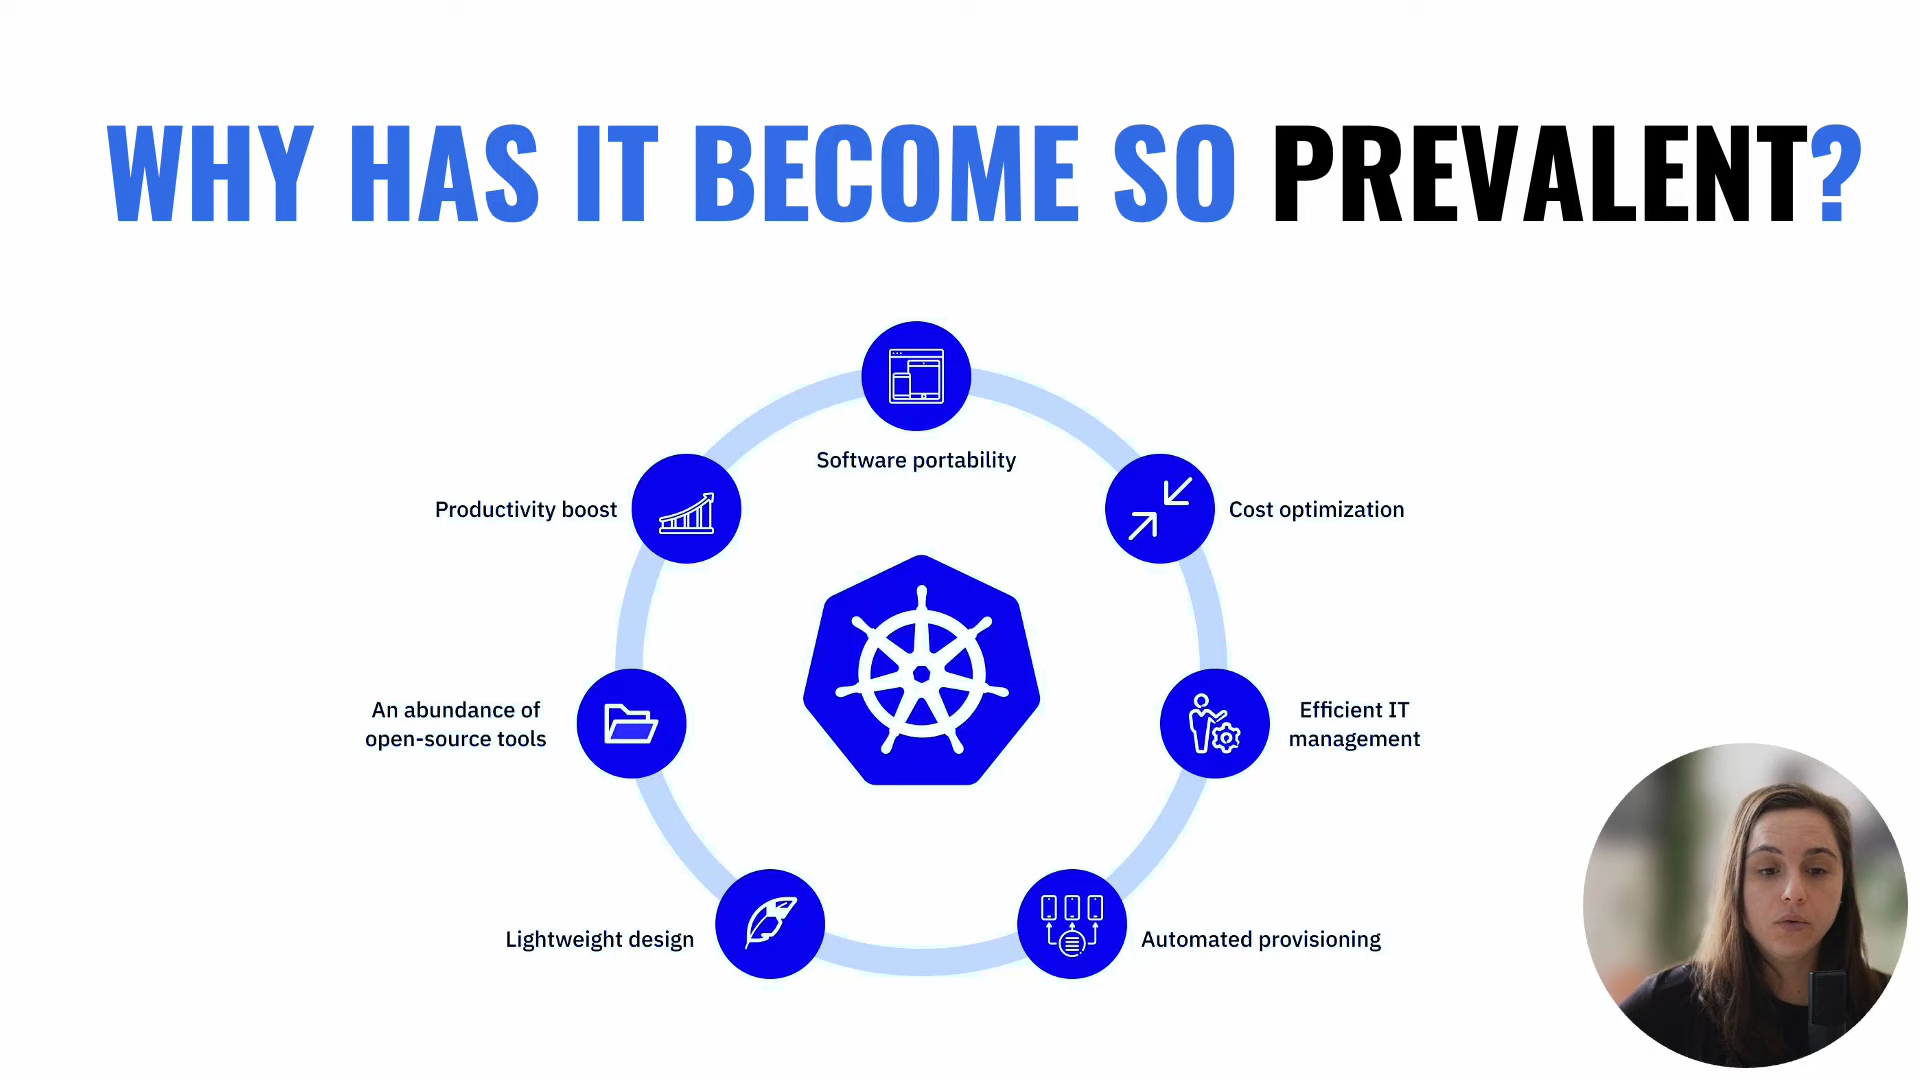 WHY HAS IT BECOME SO PREVALENT?
Software portability
Productivity boost
Cost optimization
An abundance of
open-source tools
Efficient IT
management
Lightweight design
Automated provisioning